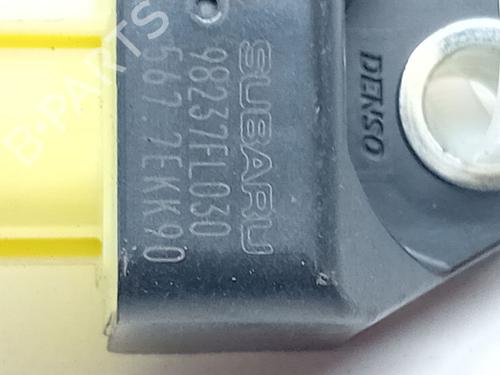 SUBARU
98237FL030
567.7EKK90
DENSO
B-PARTS